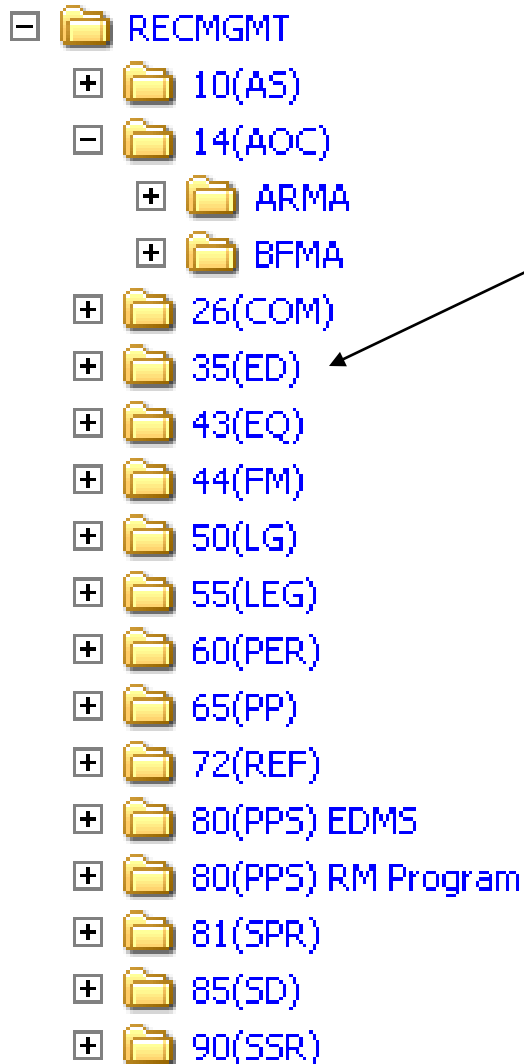 RECMGMT
10(AS)
14(AOC)
ARMA
BFMA
26(COM)
35(ED)
43(EQ)
44(FM)
50(LG)
55(LEG)
60(PER)
65(PP)
72(REF)
80(PPS) EDMS
80(PPS) RM Program
81(SPR)
85(SD)
90(SSR)